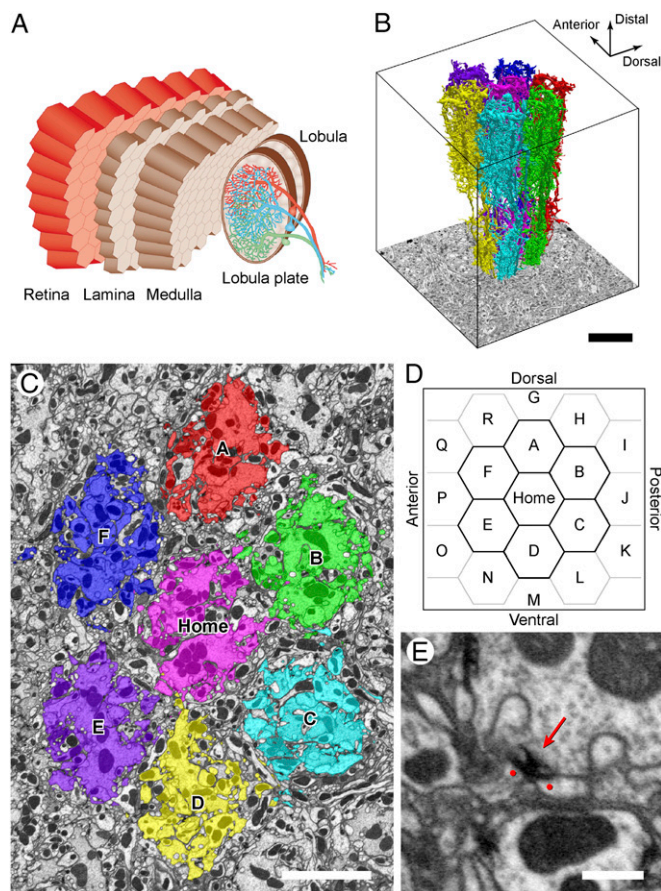 A
Lobula
Lobula plate
Retina Lamina Medulla
B
Anterior
Distal
Dorsal
C
A
F
B
Home
E
C
D
D
Dorsal
G
R H
Q A I
F B
Anterior P Home J Posterior
E C
O D K
N L
M
Ventral
E